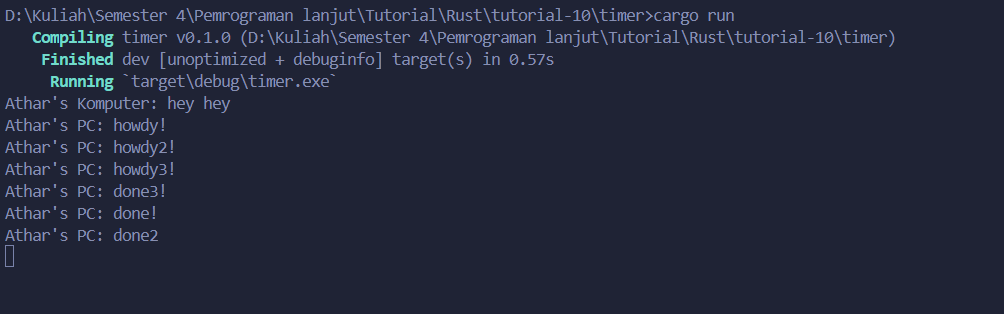 D:\Kuliah\Semester 4\Pemrograman lanjut\Tutorial\Rust\tutorial-10\timer>cargo run
   Compiling timer v0.1.0 (D:\Kuliah\Semester 4\Pemrograman lanjut\Tutorial\Rust\tutorial-10\timer)
    Finished dev [unoptimized + debuginfo] target(s) in 0.57s
     Running `target\debug\timer.exe`
Athar's Komputer: hey hey
Athar's PC: howdy!
Athar's PC: howdy2!
Athar's PC: howdy3!
Athar's PC: done3!
Athar's PC: done!
Athar's PC: done2